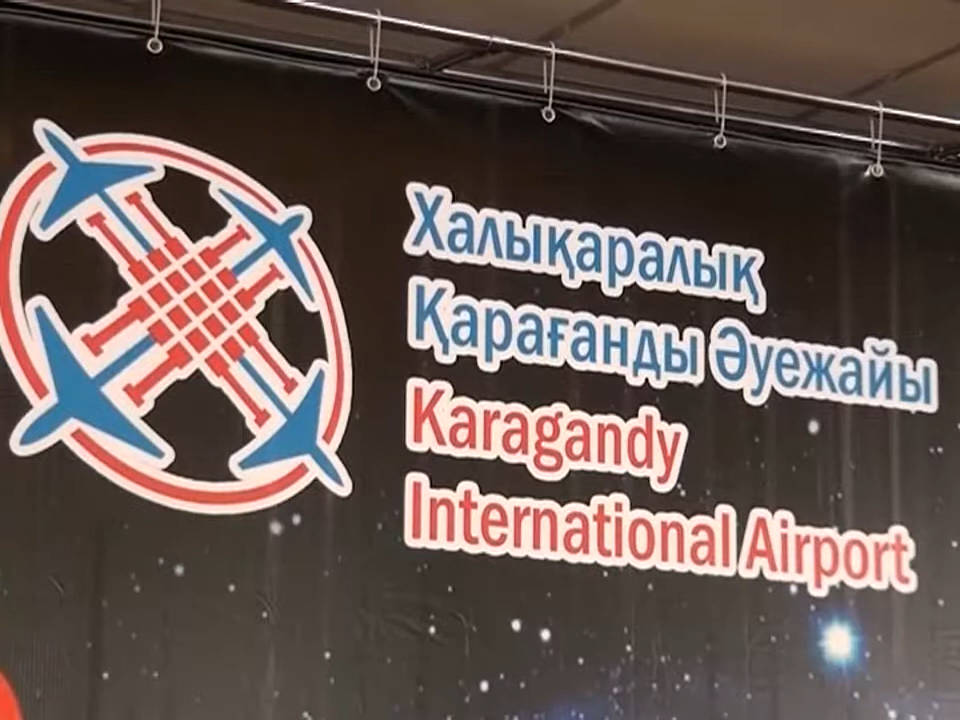 Халықаралық
Қарағанды Әуежайы
Karagandy
International Airport